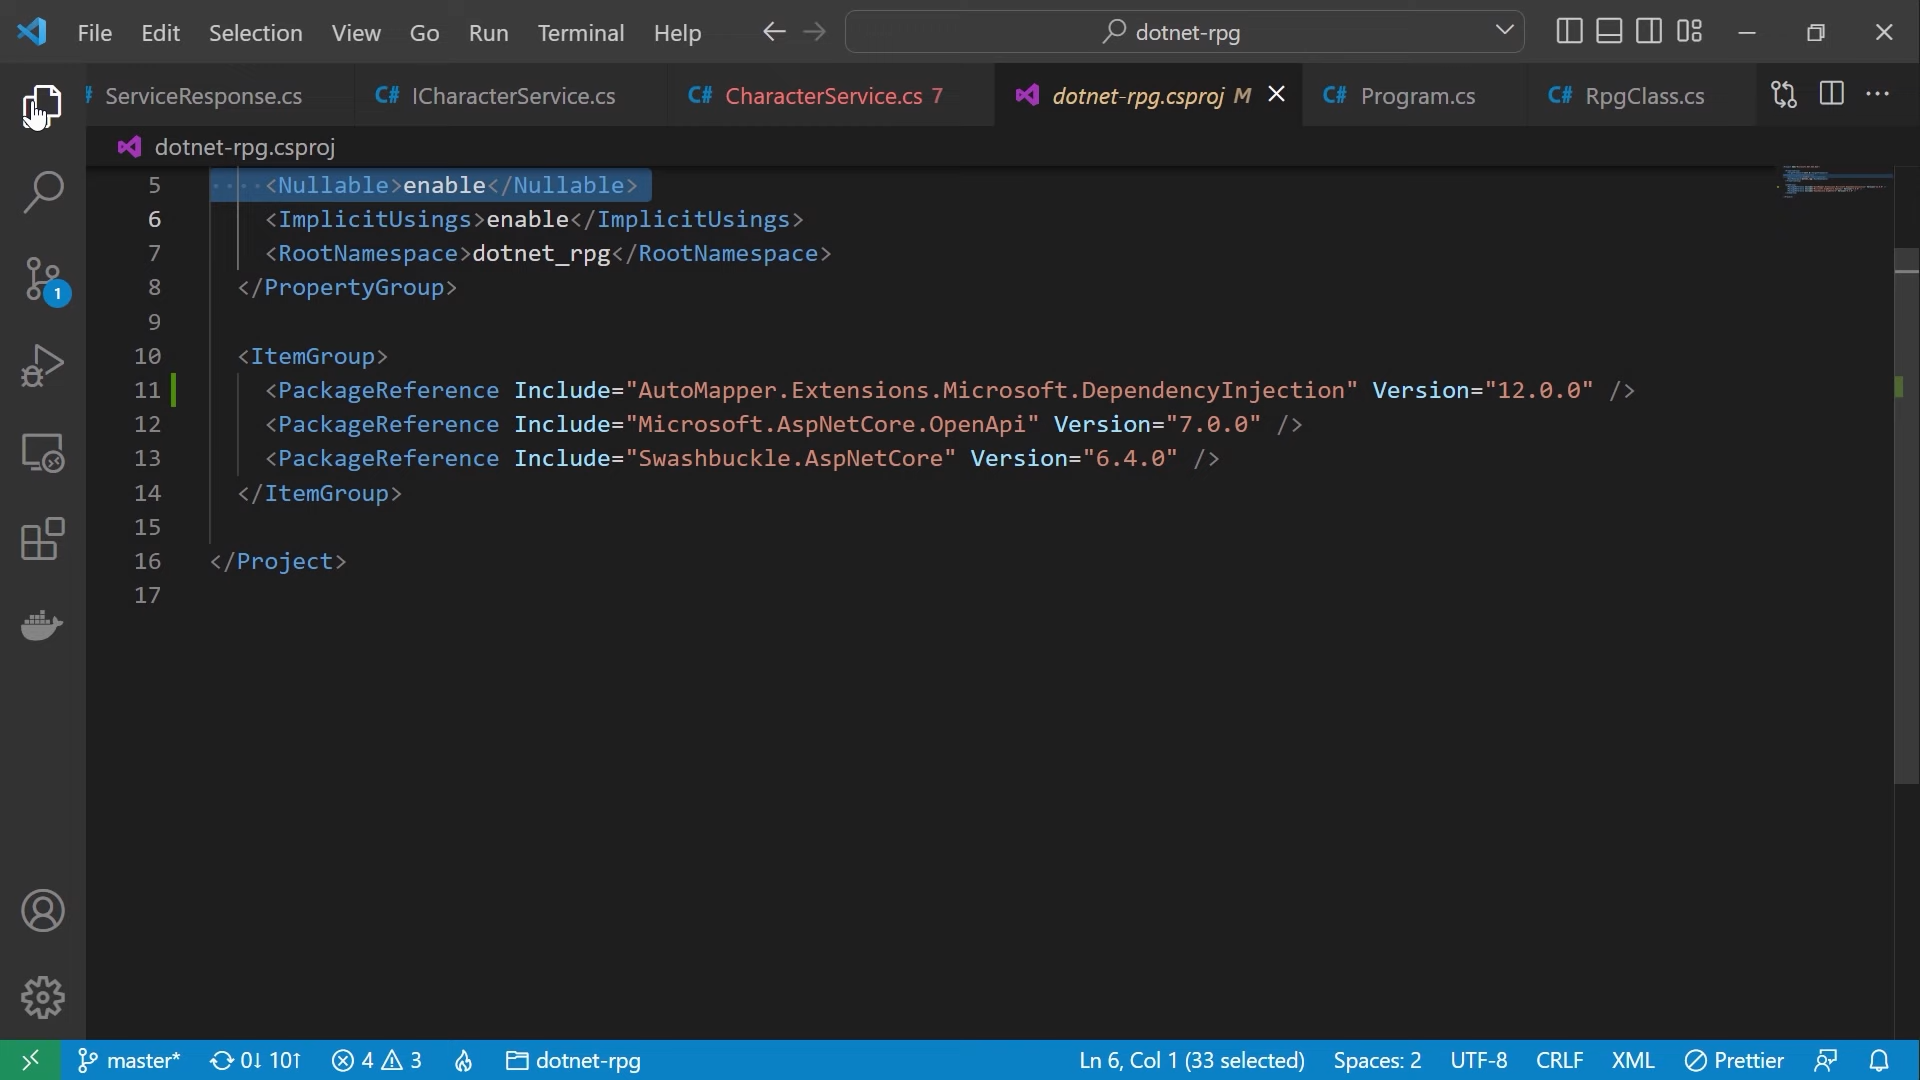 File Edit Selection View Go Run Terminal Help dotnet-rpg
ServiceResponse.cs C# ICharacterService.cs C# CharacterService.cs 7 dotnet-rpg.csproj M C# Program.cs C# RpgClass.cs
dotnet-rpg.csproj
5 ····<Nullable>enable</Nullable>
6 <ImplicitUsings>enable</ImplicitUsings>
7 <RootNamespace>dotnet_rpg</RootNamespace>
8 </PropertyGroup>
9
10 <ItemGroup>
11 <PackageReference Include="AutoMapper.Extensions.Microsoft.DependencyInjection" Version="12.0.0" />
12 <PackageReference Include="Microsoft.AspNetCore.OpenApi" Version="7.0.0" />
13 <PackageReference Include="Swashbuckle.AspNetCore" Version="6.4.0" />
14 </ItemGroup>
15
16 </Project>
17
1
master* 0↓ 10↑ 4 3 dotnet-rpg Ln 6, Col 1 (33 selected) Spaces: 2 UTF-8 CRLF XML Prettier